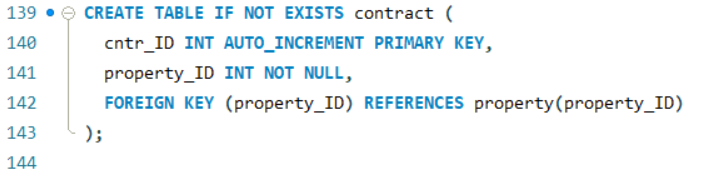 139 CREATE TABLE IF NOT EXISTS contract (
140 cntr_ID INT AUTO_INCREMENT PRIMARY KEY,
141 property_ID INT NOT NULL,
142 FOREIGN KEY (property_ID) REFERENCES property(property_ID)
143 );
144